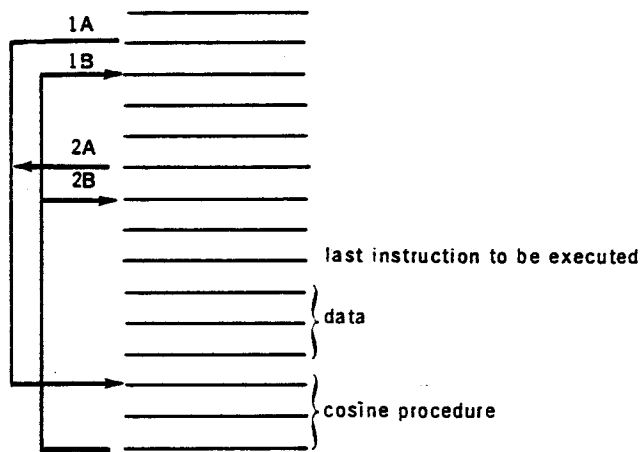 1A
1B
2A
2B
last instruction to be executed
data
cosine procedure